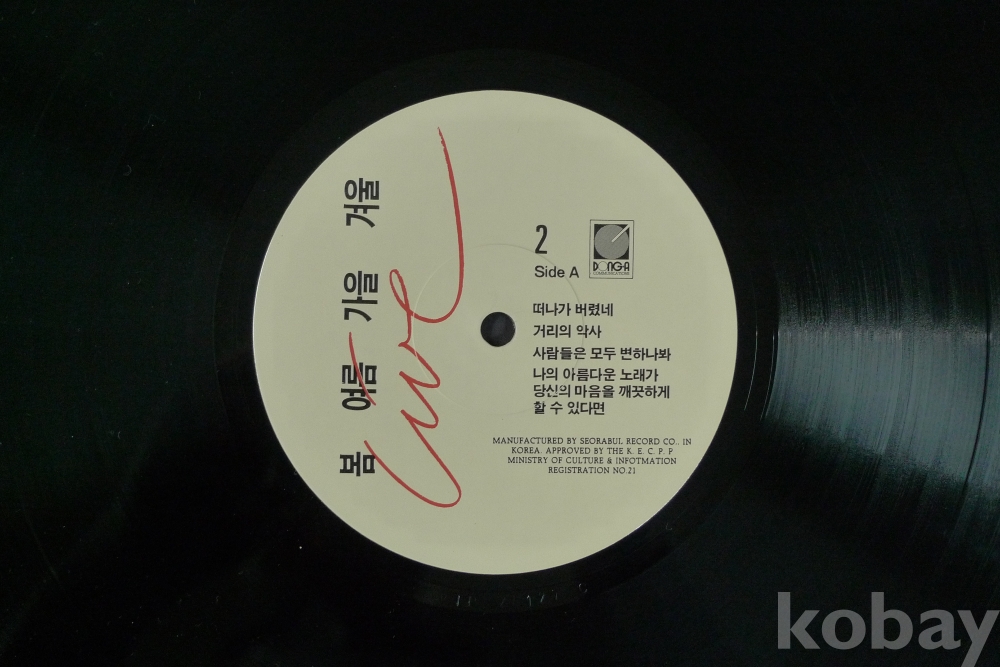 봄 여름 가을 겨울
Live
2
Side A
DONG-A
COMMUNICATIONS
떠나가 버렸네
거리의 악사
사람들은 모두 변하나봐
나의 아름다운 노래가
당신의 마음을 깨끗하게
할 수 있다면
MANUFACTURED BY SEORABUL RECORD CO., IN
KOREA. APPROVED BY THE K. E. C. P. P
MINISTRY OF CULTURE & INFOTMATION
REGISTRATION NO.21
kobay